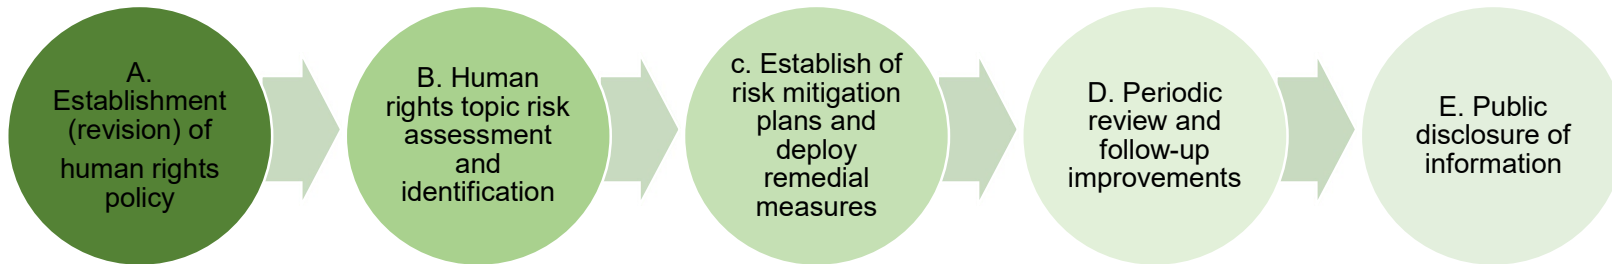 A.
Establishment
(revision) of
human rights
policy
B. Human
rights topic risk
assessment
and
identification
c. Establish of
risk mitigation
plans and
deploy
remedial
measures
D. Periodic
review and
follow-up
improvements
E. Public
disclosure of
information